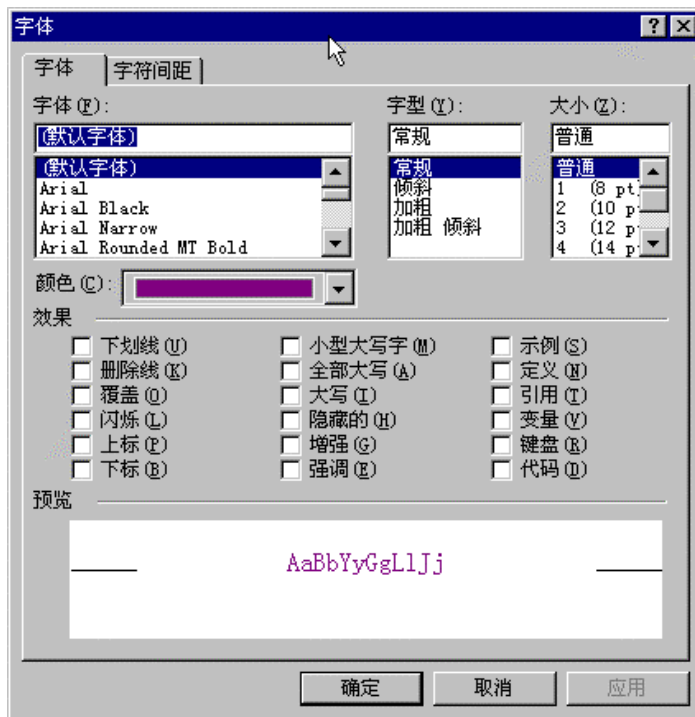 字体
字体 字符间距
字体(F): 字型(Y): 大小(Z):
(默认字体) 常规 普通
(默认字体) 常规 普通
Arial 倾斜 1 (8 pt)
Arial Black 加粗 2 (10 p
Arial Narrow 加粗 倾斜 3 (12 p
Arial Rounded MT Bold 4 (14 p
颜色(C):
效果
下划线(U) 小型大写字(M) 示例(S)
删除线(K) 全部大写(A) 定义(N)
覆盖(O) 大写(I) 引用(T)
闪烁(L) 隐藏的(H) 变量(V)
上标(P) 增强(G) 键盘(R)
下标(B) 强调(E) 代码(D)
预览
AaBbYyGgLlJj
确定 取消 应用